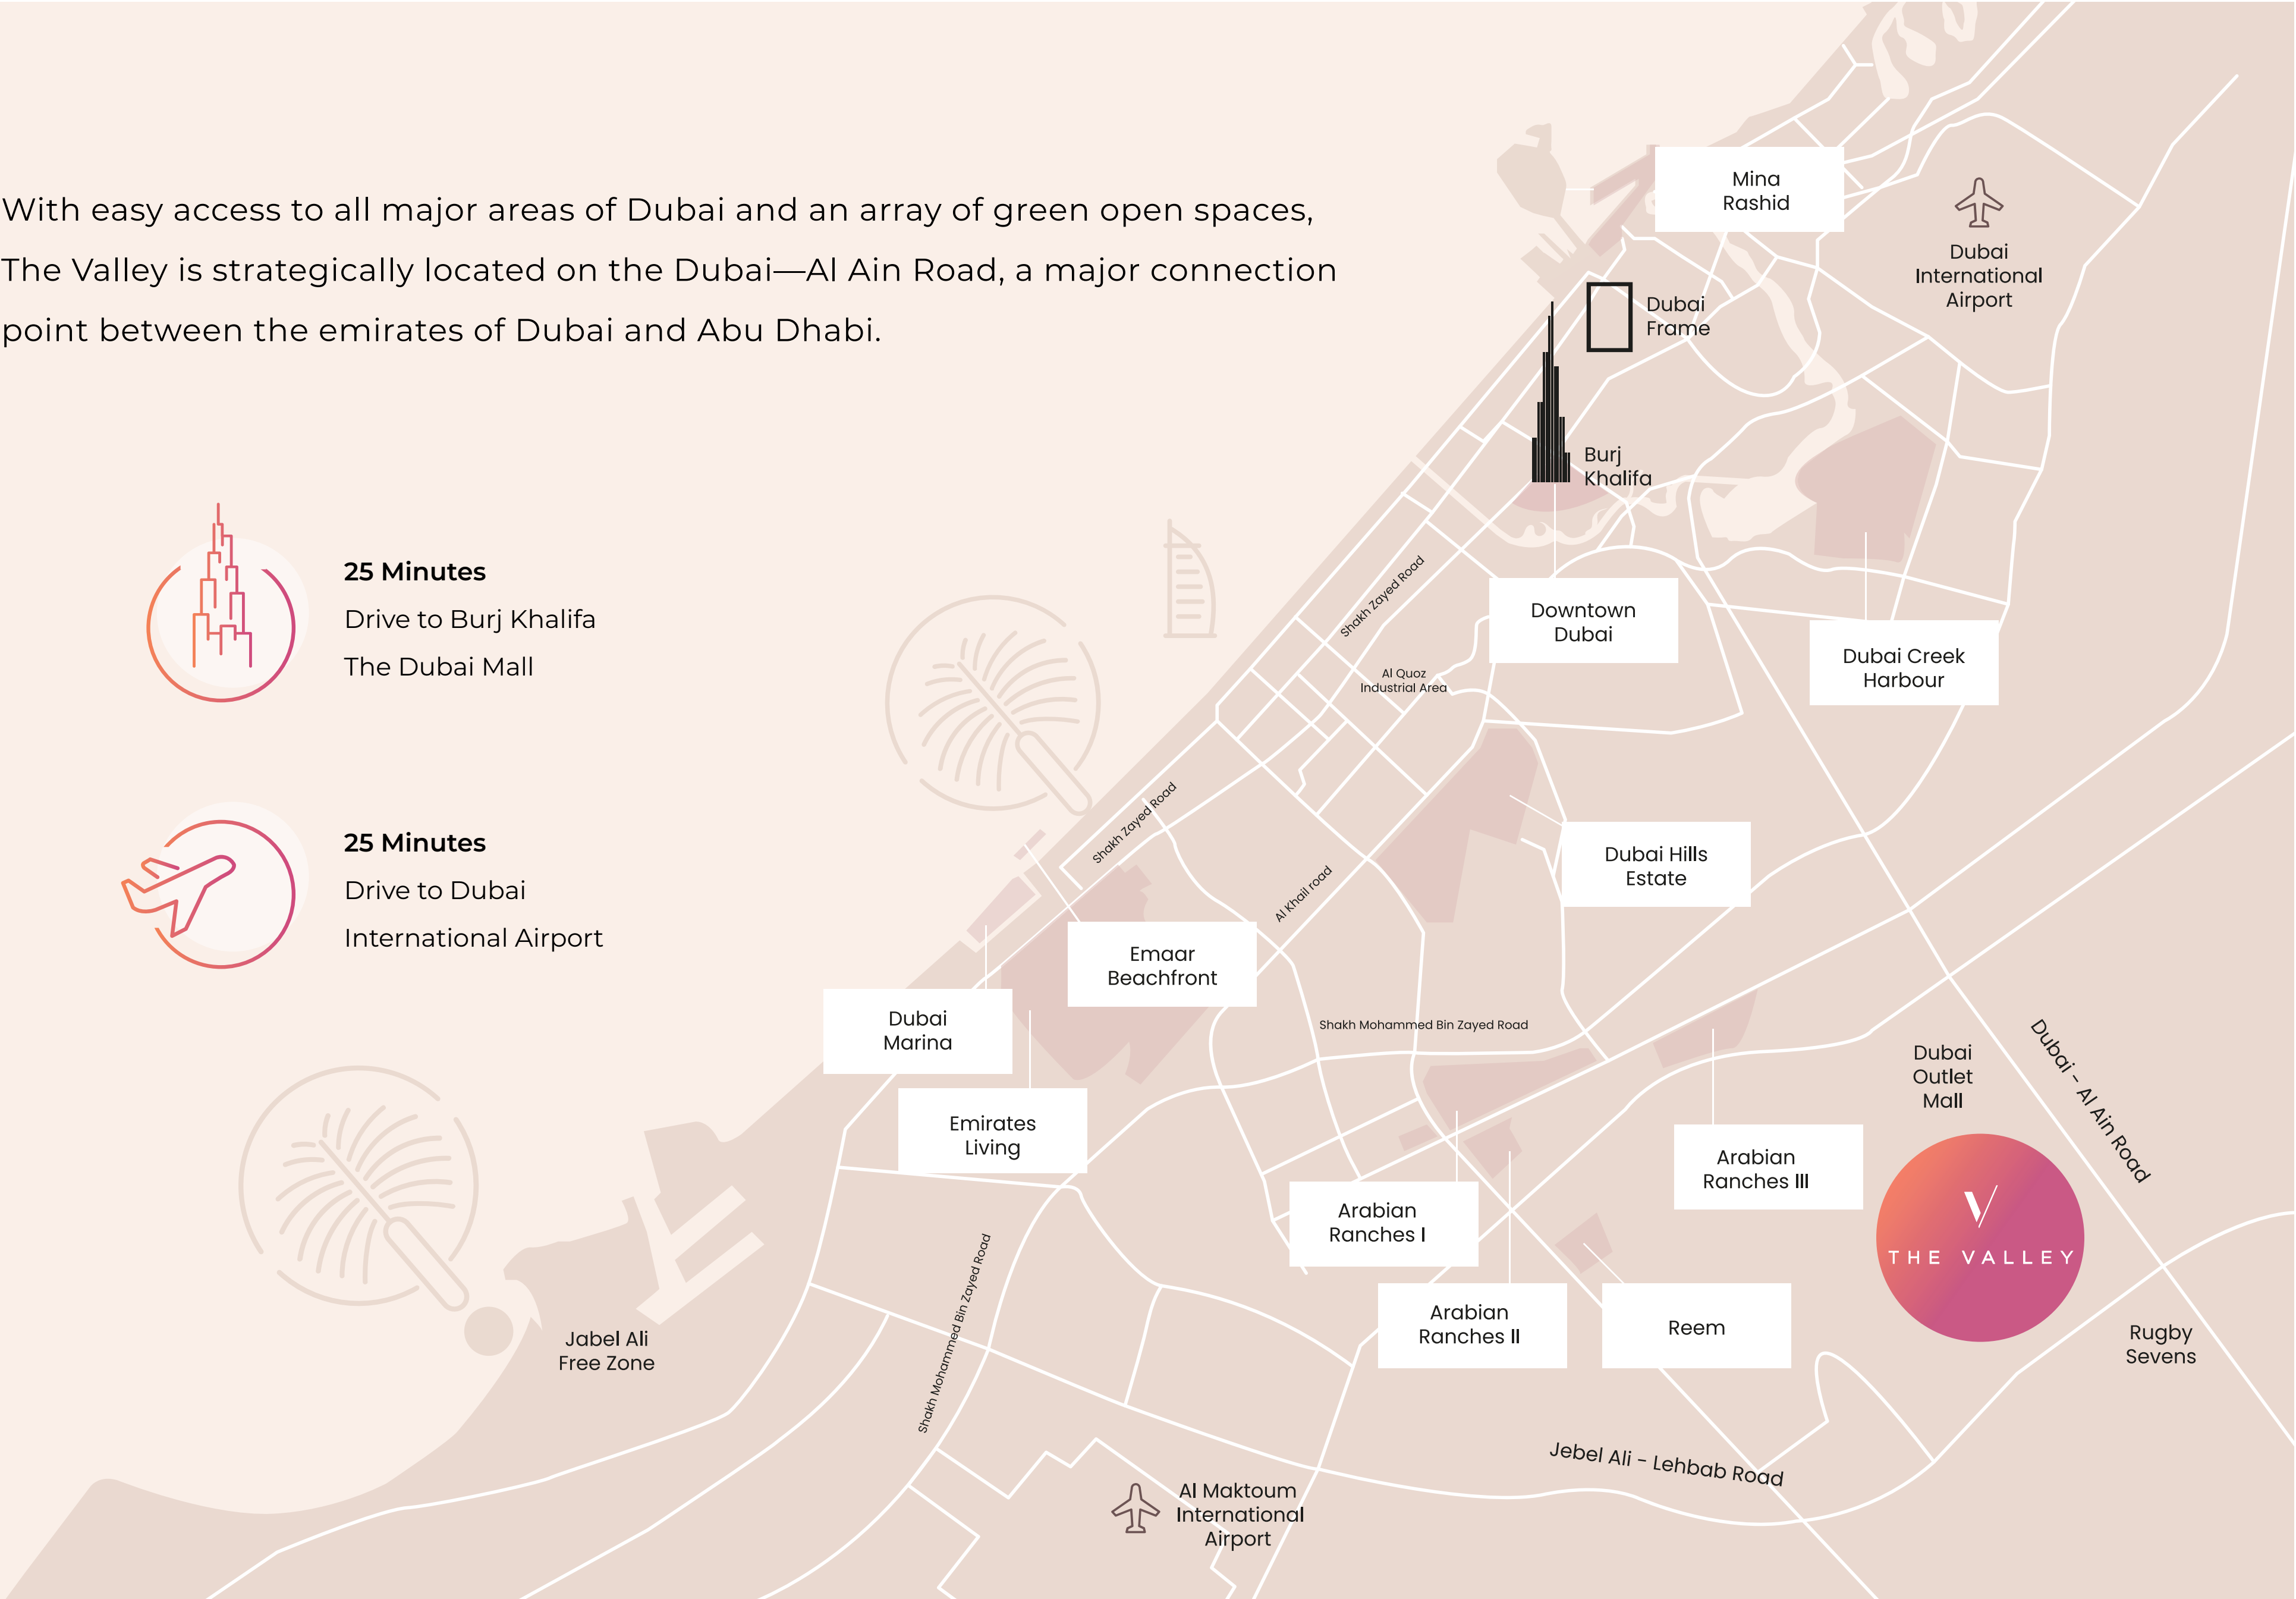 With easy access to all major areas of Dubai and an array of green open spaces,
The Valley is strategically located on the Dubai—Al Ain Road, a major connection
point between the emirates of Dubai and Abu Dhabi.
25 Minutes
Drive to Burj Khalifa
The Dubai Mall
25 Minutes
Drive to Dubai
International Airport
Mina
Rashid
Dubai
International
Airport
Dubai
Frame
Burj
Khalifa
Shakh Zayed Road
Downtown
Dubai
Dubai Creek
Harbour
Al Quoz
Industrial Area
Shakh Zayed Road
Dubai Hills
Estate
Al Khail road
Emaar
Beachfront
Dubai
Marina
Shakh Mohammed Bin Zayed Road
Dubai
Outlet
Mall
Dubai - Al Ain Road
Emirates
Living
Arabian
Ranches III
Arabian
Ranches I
V
THE VALLEY
Shakh Mohammed Bin Zayed Road
Arabian
Ranches II
Reem
Rugby
Sevens
Jabel Ali
Free Zone
Jebel Ali - Lehbab Road
Al Maktoum
International
Airport